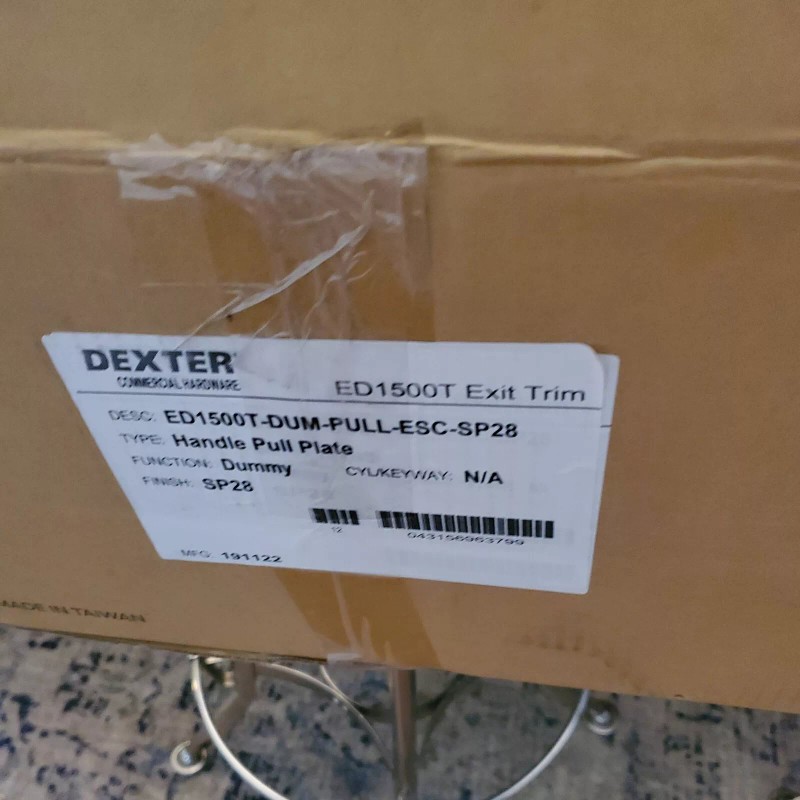 DEXTER
COMMERCIAL HARDWARE
ED1500T Exit Trim
DESC: ED1500T-DUM-PULL-ESC-SP28
TYPE: Handle Pull Plate
FUNCTION: Dummy CYL/KEYWAY: N/A
FINISH: SP28
12 043156963799
MFG: 191122
MADE IN TAIWAN